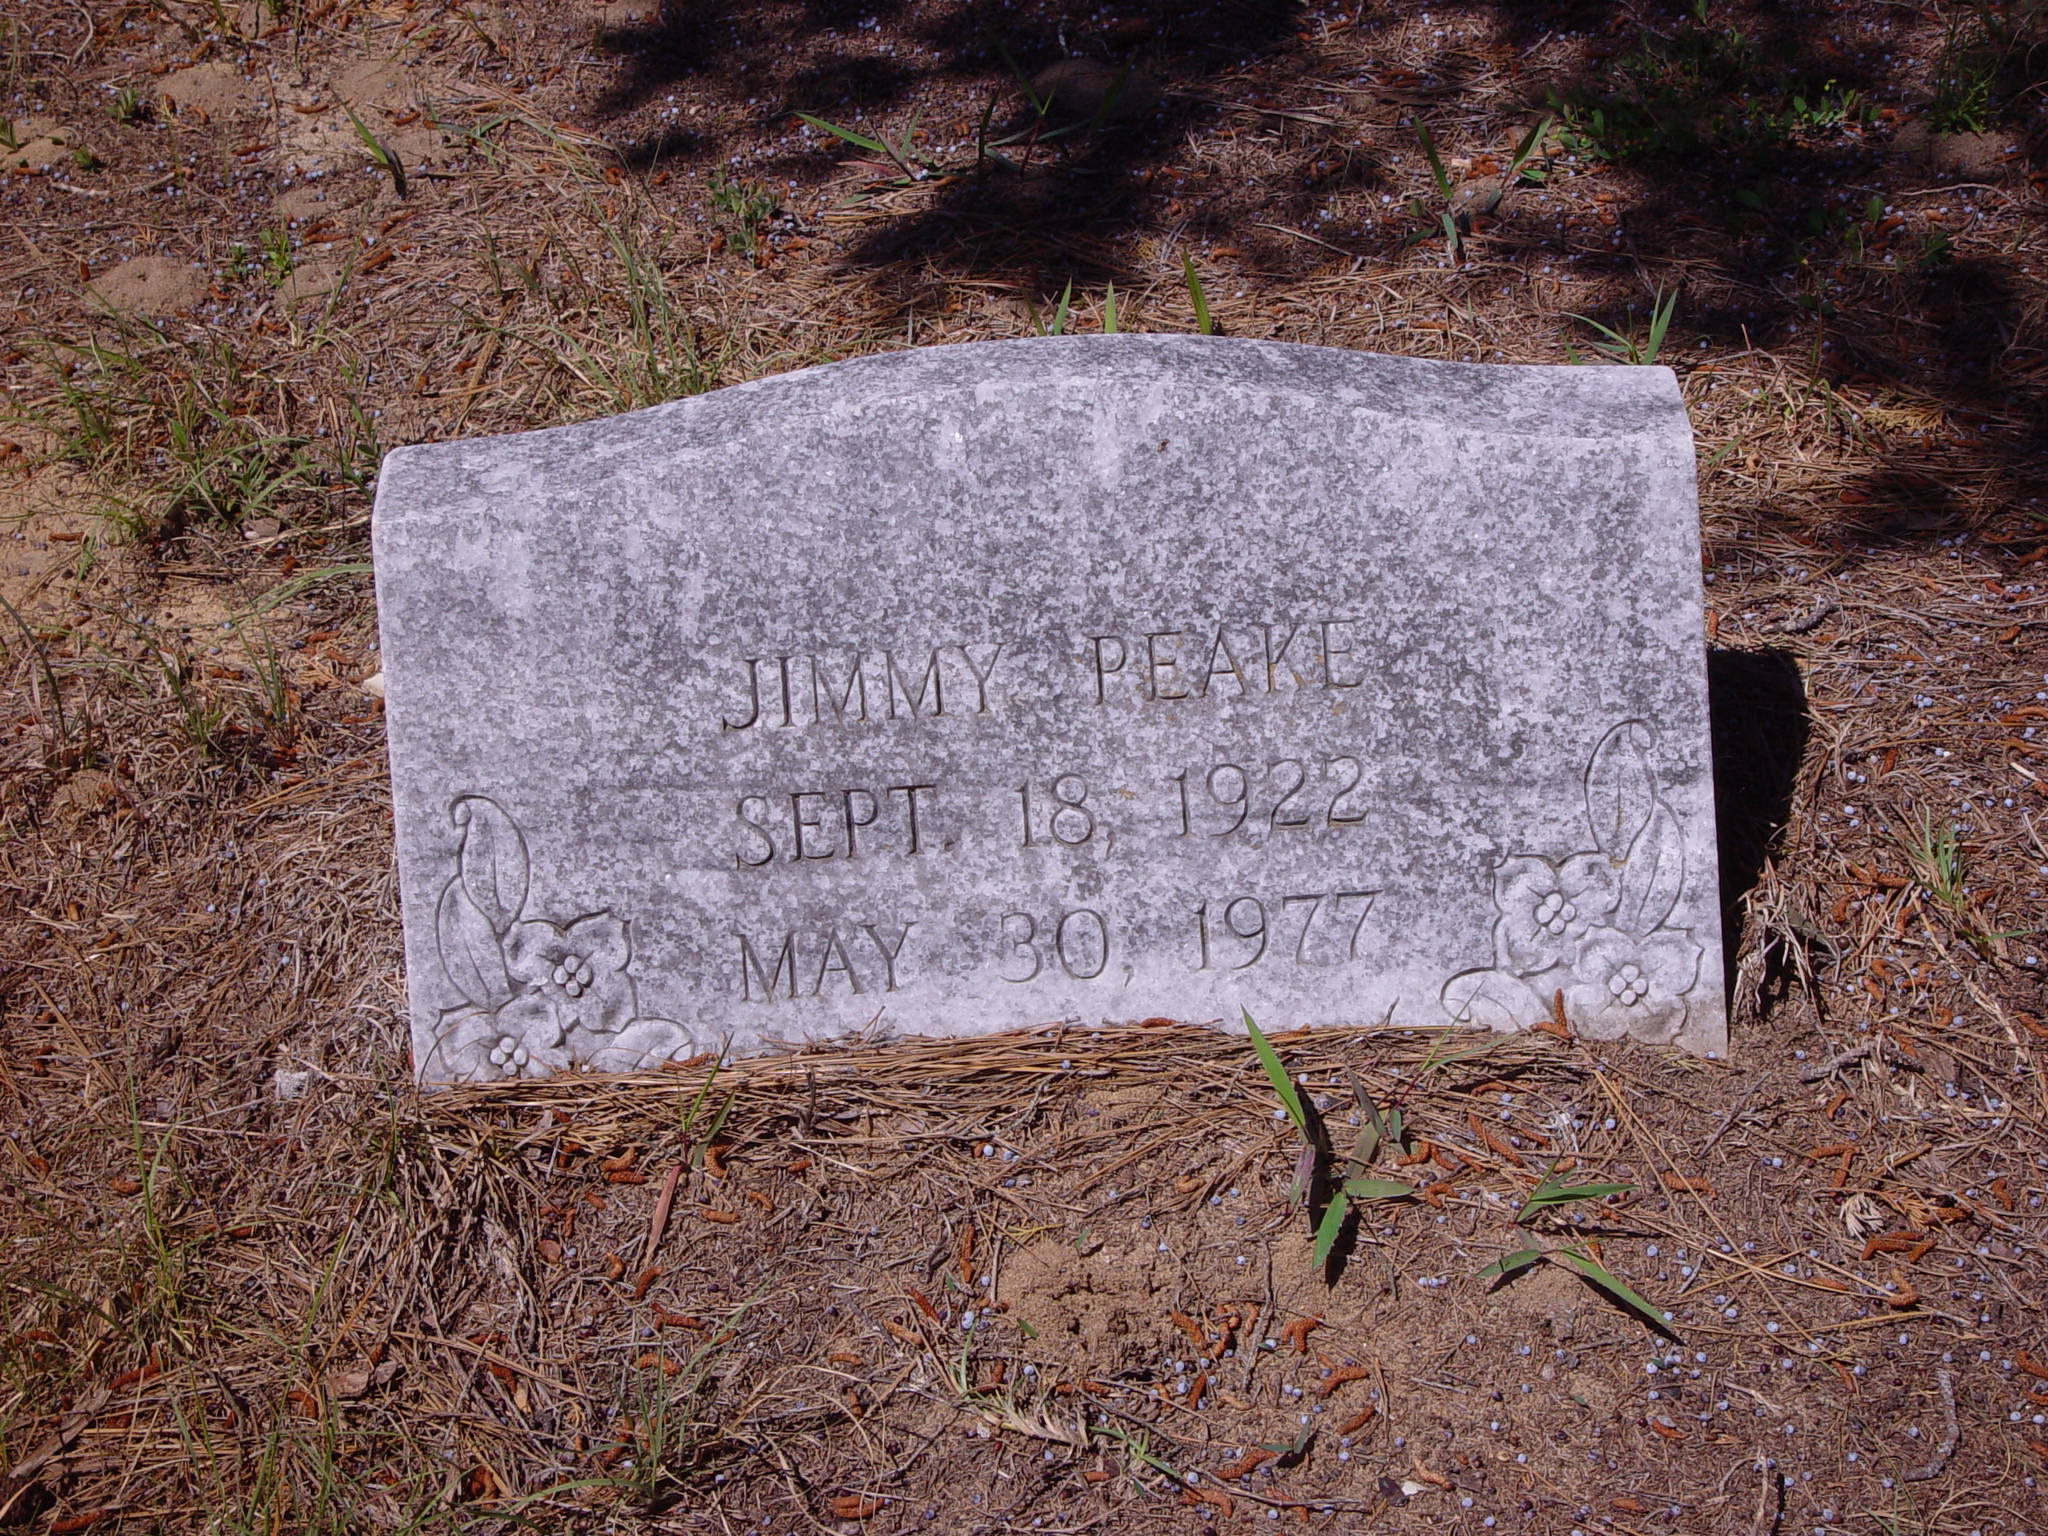 JIMMY PEAKE
SEPT. 18, 1922
MAY 30, 1977